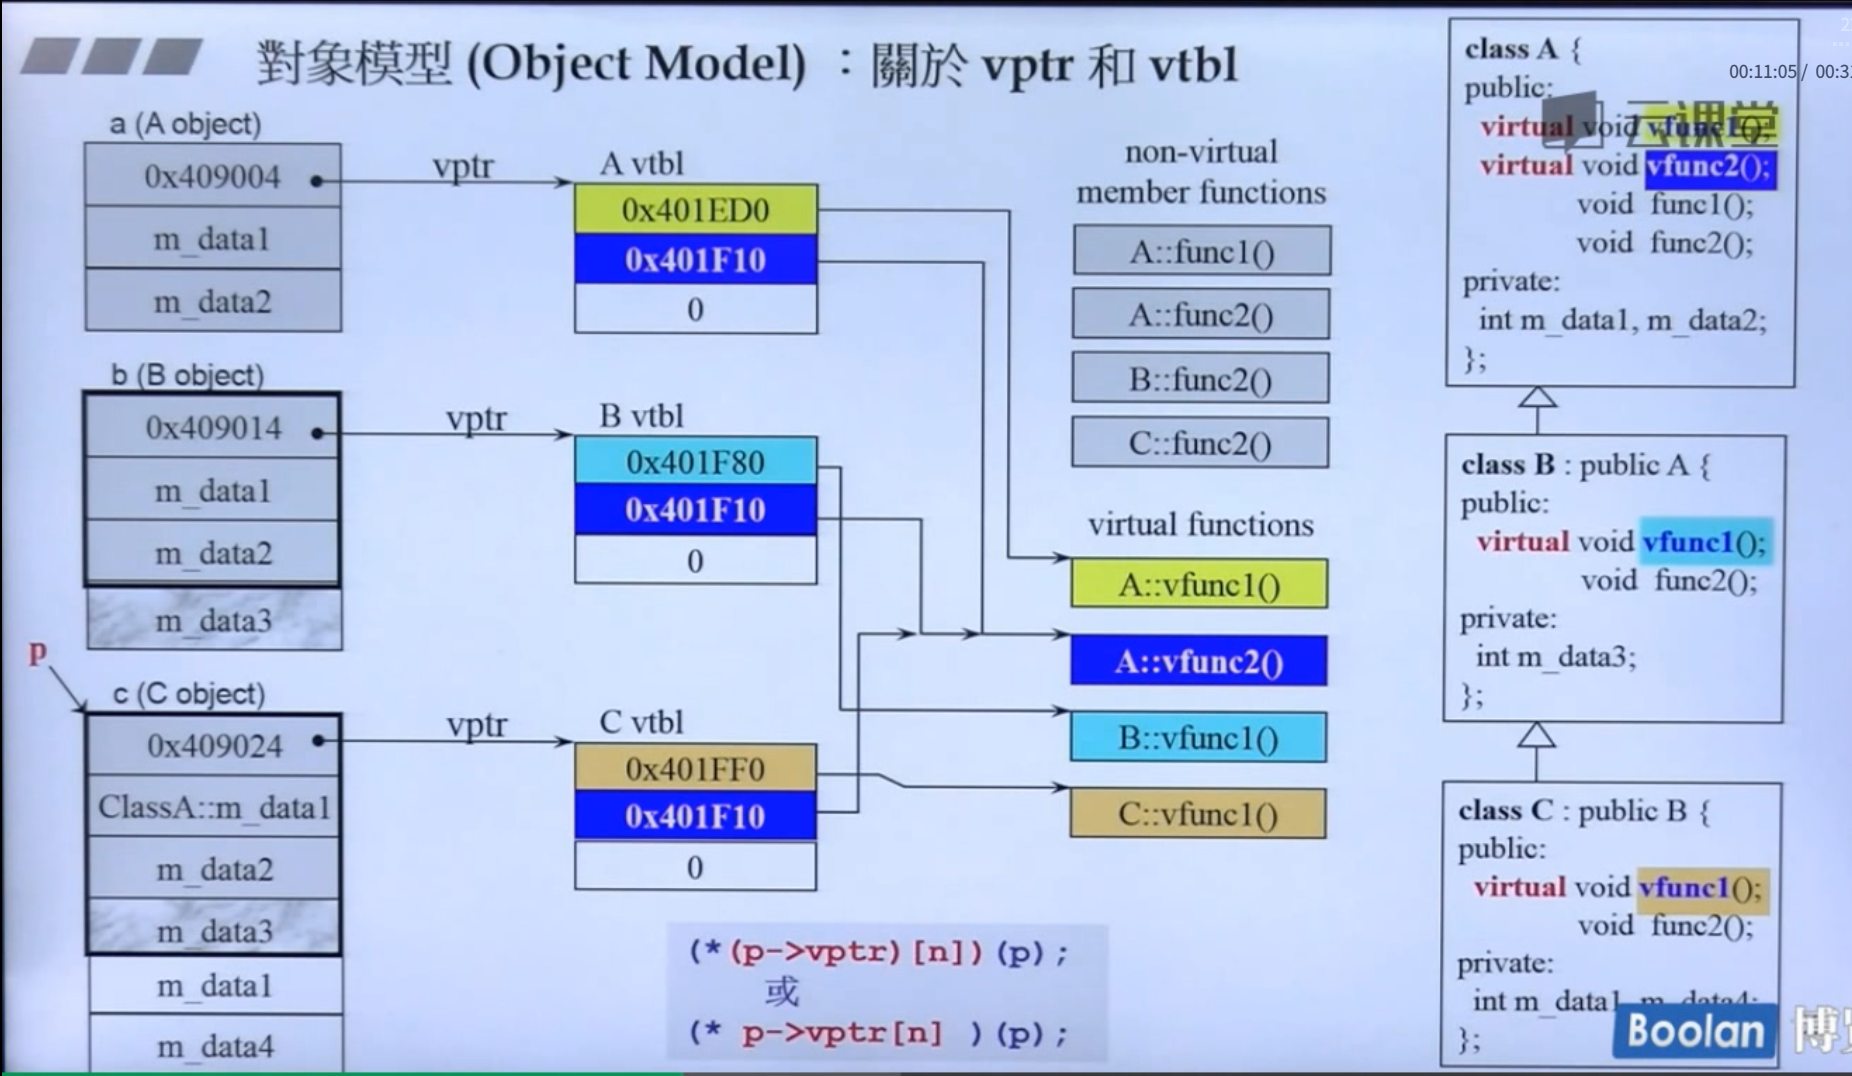 對象模型 (Object Model) ：關於 vptr 和 vtbl
00:11:05 / 00:3
a (A object)
0x409004
m_data1
m_data2
vptr
A vtbl
0x401ED0
0x401F10
0
b (B object)
0x409014
m_data1
m_data2
m_data3
vptr
B vtbl
0x401F80
0x401F10
0
p
c (C object)
0x409024
ClassA::m_data1
m_data2
m_data3
m_data1
m_data4
vptr
C vtbl
0x401FF0
0x401F10
0
(*(p->vptr)[n])(p);
或
(* p->vptr[n] )(p);
non-virtual
member functions
A::func1()
A::func2()
B::func2()
C::func2()
virtual functions
A::vfunc1()
A::vfunc2()
B::vfunc1()
C::vfunc1()
class A {
public:
virtual void vfunc1();
virtual void vfunc2();
void func1();
void func2();
private:
int m_data1, m_data2;
};
云课堂
class B : public A {
public:
virtual void vfunc1();
void func2();
private:
int m_data3;
};
class C : public B {
public:
virtual void vfunc1();
void func2();
private:
int m_data1, m_data4;
};
Boolan 博